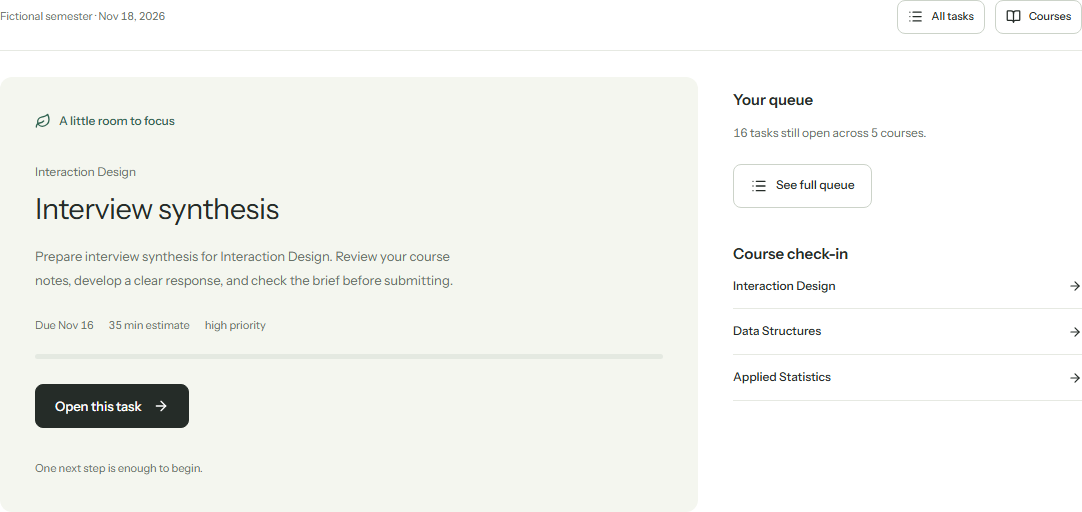 Fictional semester · Nov 18, 2026
All tasks
Courses
A little room to focus
Interaction Design
Interview synthesis
Prepare interview synthesis for Interaction Design. Review your course
notes, develop a clear response, and check the brief before submitting.
Due Nov 16 35 min estimate high priority
Open this task
One next step is enough to begin.
Your queue
16 tasks still open across 5 courses.
See full queue
Course check-in
Interaction Design
Data Structures
Applied Statistics